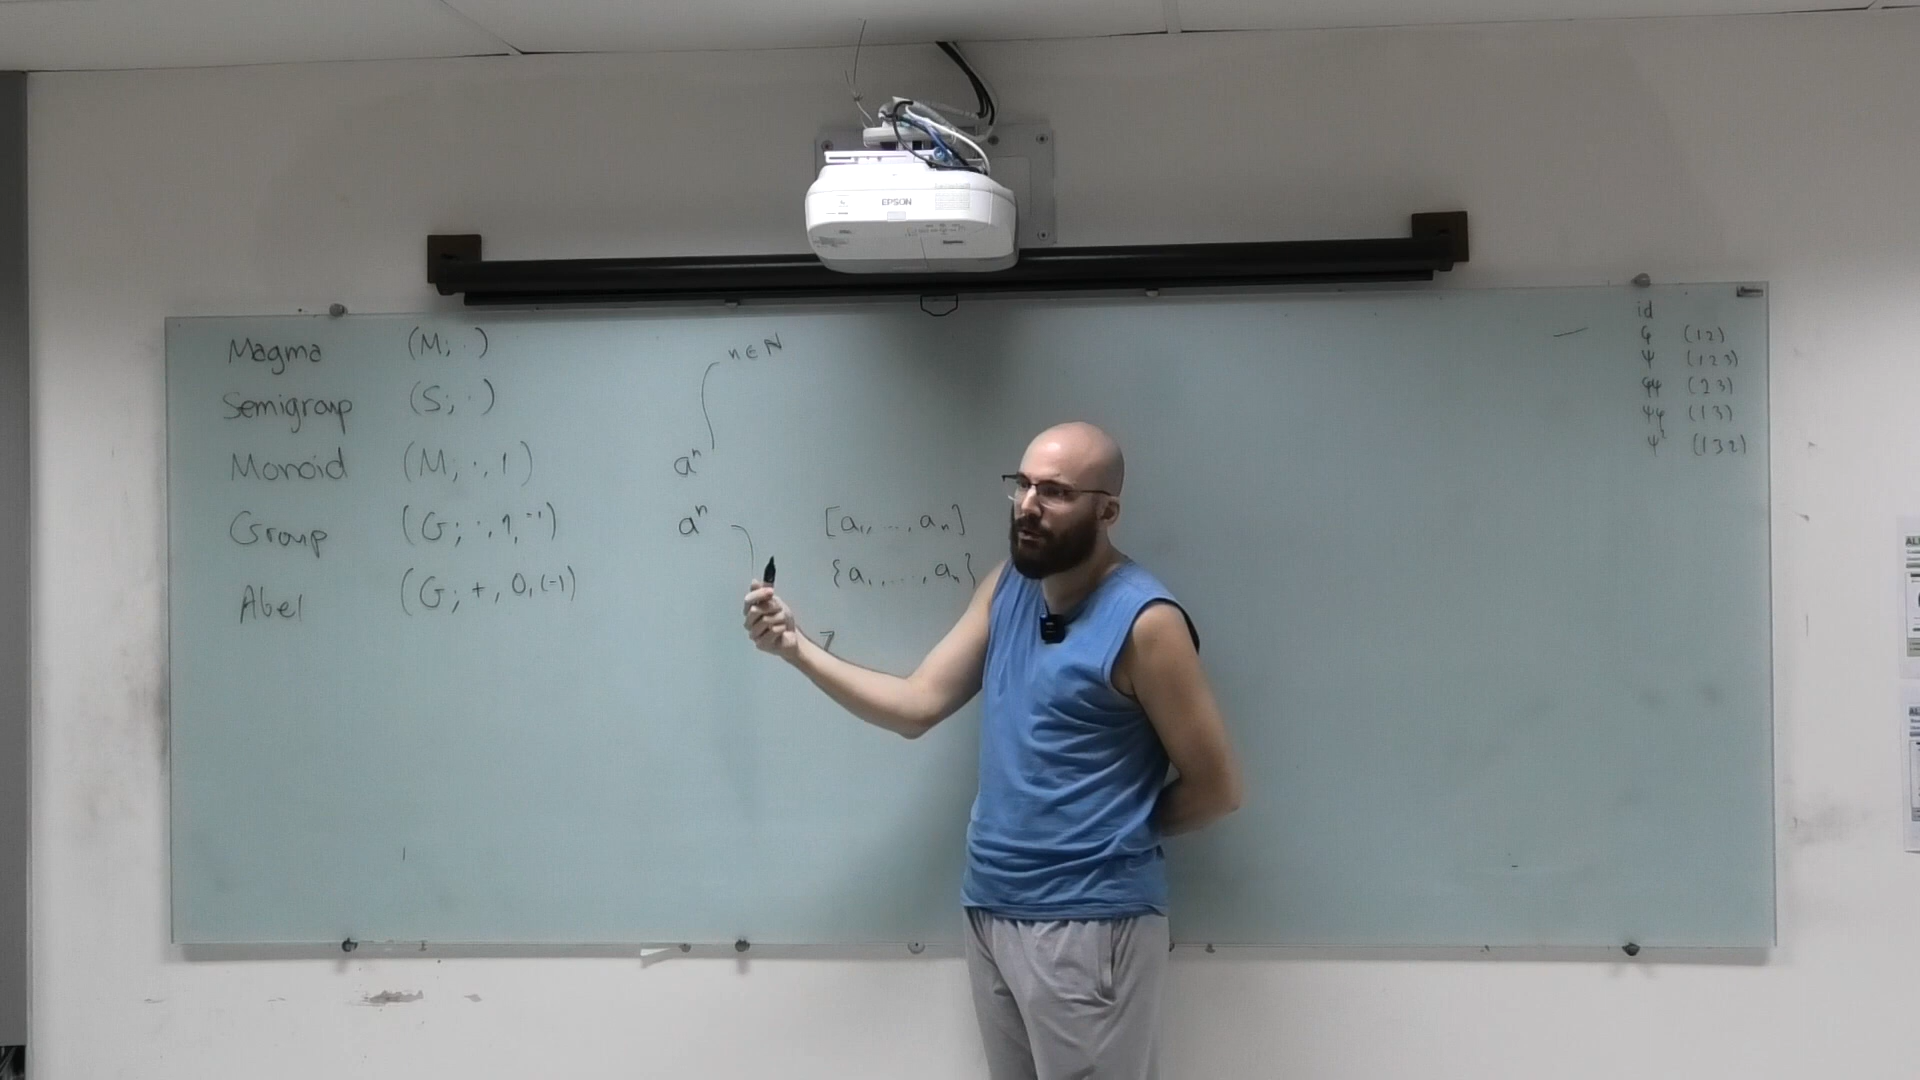 EPSON
Magma (M; ·)
Semigroup (S; ·)
Monoid (M; ·, 1)
Group (G; ·, 1, ⁻¹)
Abel (G; +, 0, (-1)
n ∈ ℕ
aⁿ
aⁿ
[a₁, ..., aₙ]
{a₁, ..., aₙ}
id
φ (1 2)
ψ (1 2 3)
φψ (2 3)
ψφ (1 3)
ψ² (1 3 2)